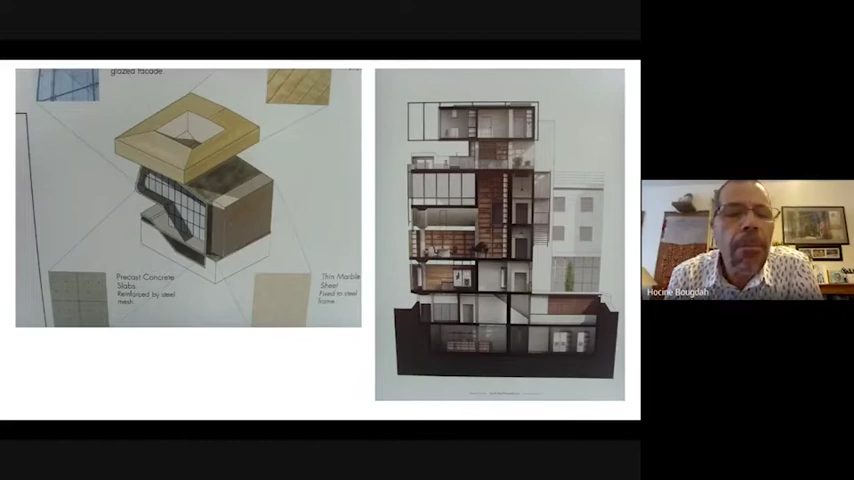 glazed facade.
Precast Concrete
Slabs.
Reinforced by steel
mesh.
Thin Marble
Sheet
Fixed to steel
frame.
Hocine Bougdah